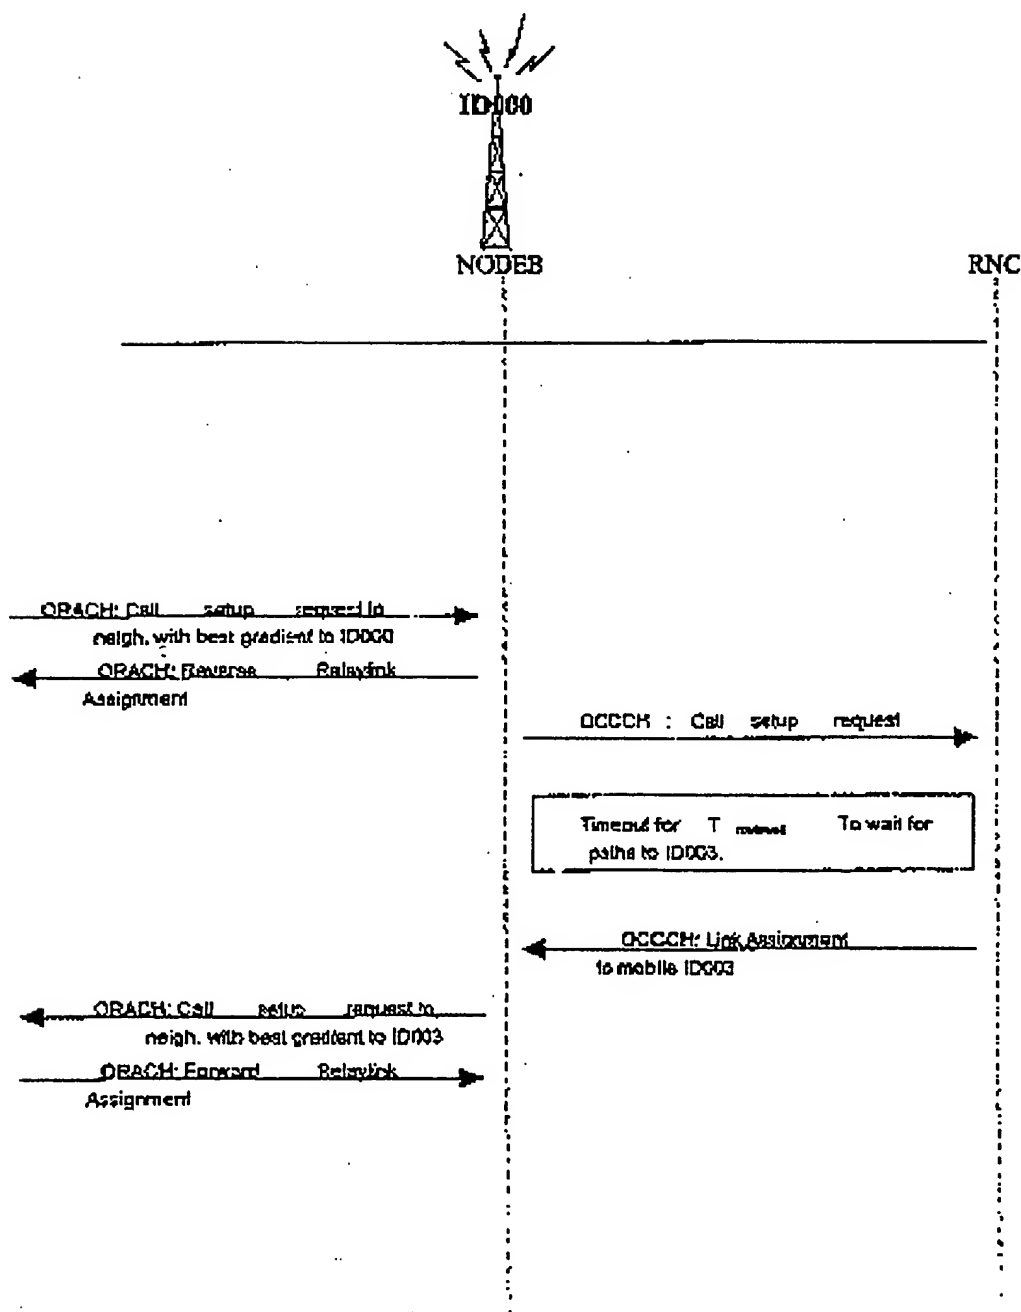 ID000
NODEB
RNC
ORACH: Call setup request to
neigh. with best gradient to ID000
ORACH: Reverse Relaylink
Assignment
OCCCH : Call setup request
Timeout for T To wait for
paths to ID003.
OCCCH: Link Assignment
to mobile ID003
ORACH: Call setup request to
neigh. with best gradient to ID003
ORACH: Forward Relaylink
Assignment